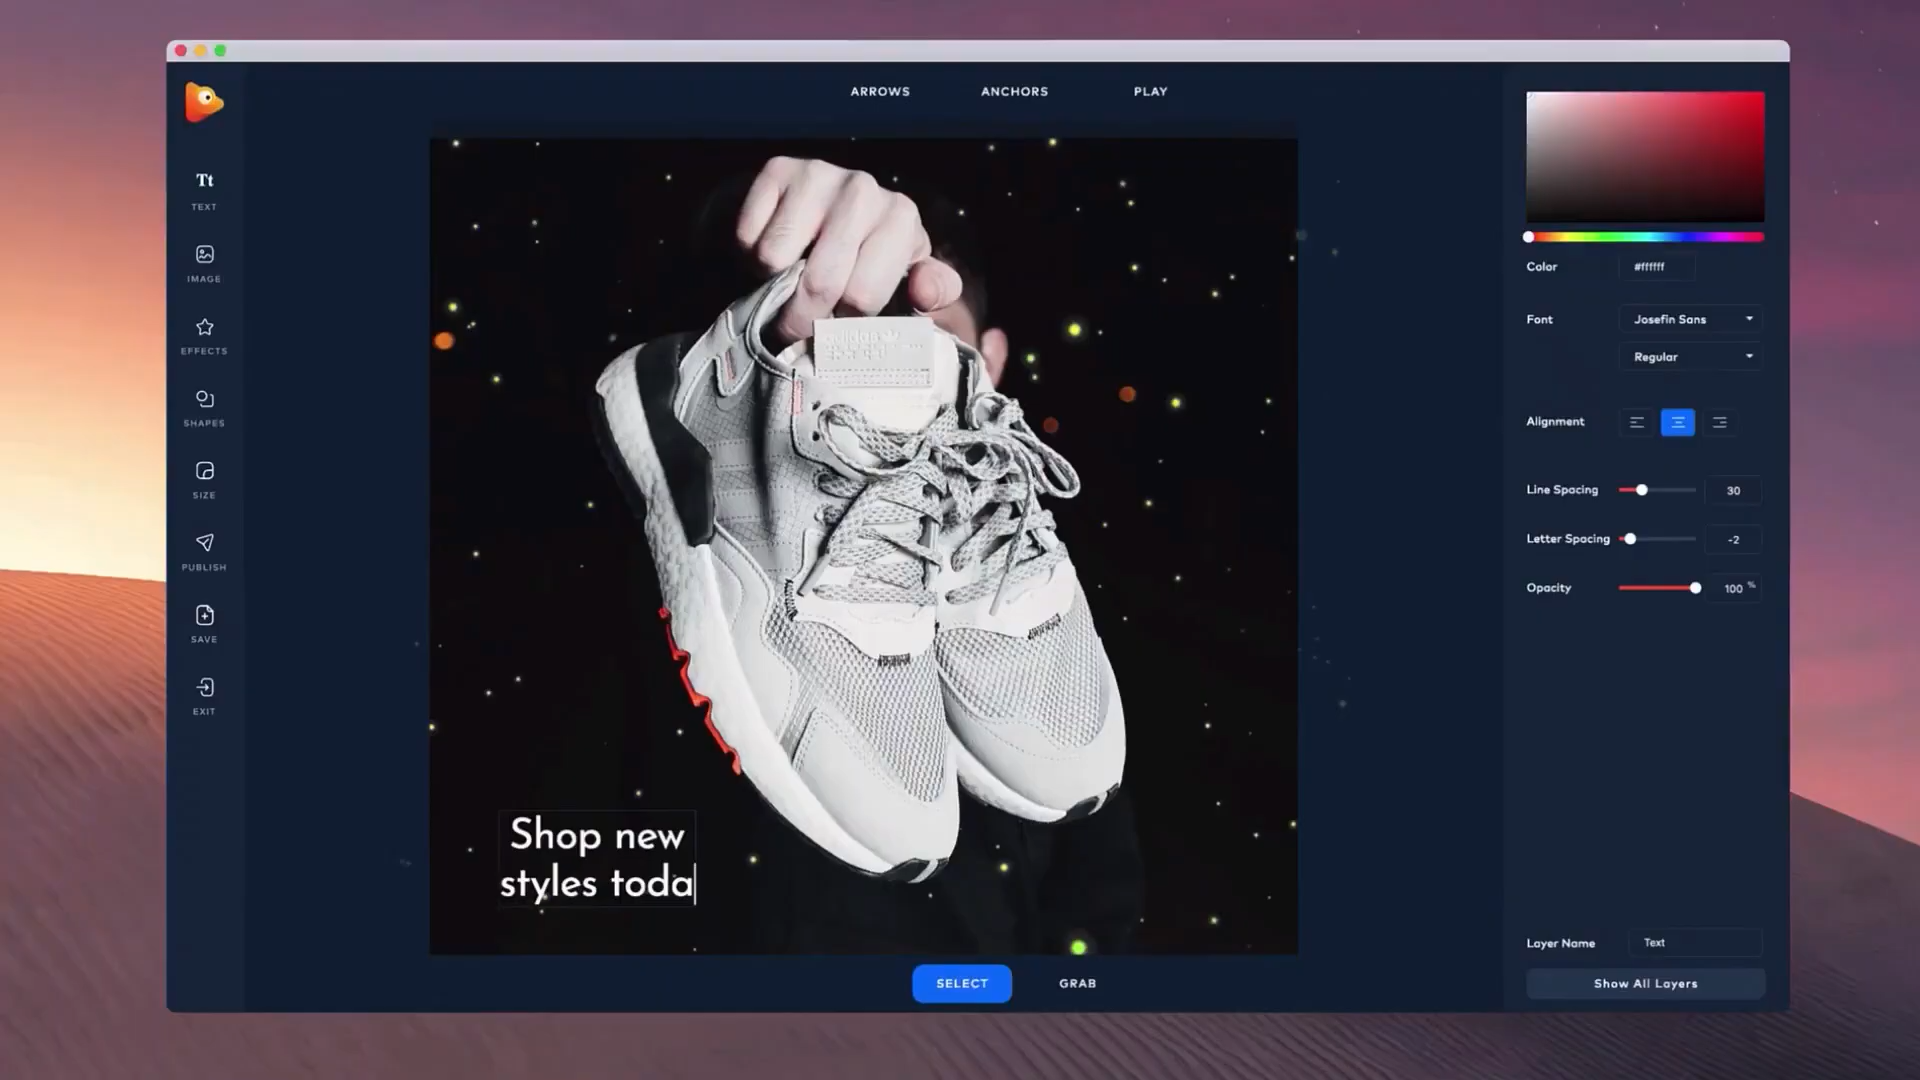 ARROWS ANCHORS PLAY
Tt
TEXT
IMAGE
EFFECTS
SHAPES
SIZE
PUBLISH
SAVE
EXIT
adidas
Shop new
styles toda
SELECT GRAB
Color #ffffff
Font Josefin Sans
Regular
Alignment
Line Spacing 30
Letter Spacing -2
Opacity 100 %
Layer Name Text
Show All Layers